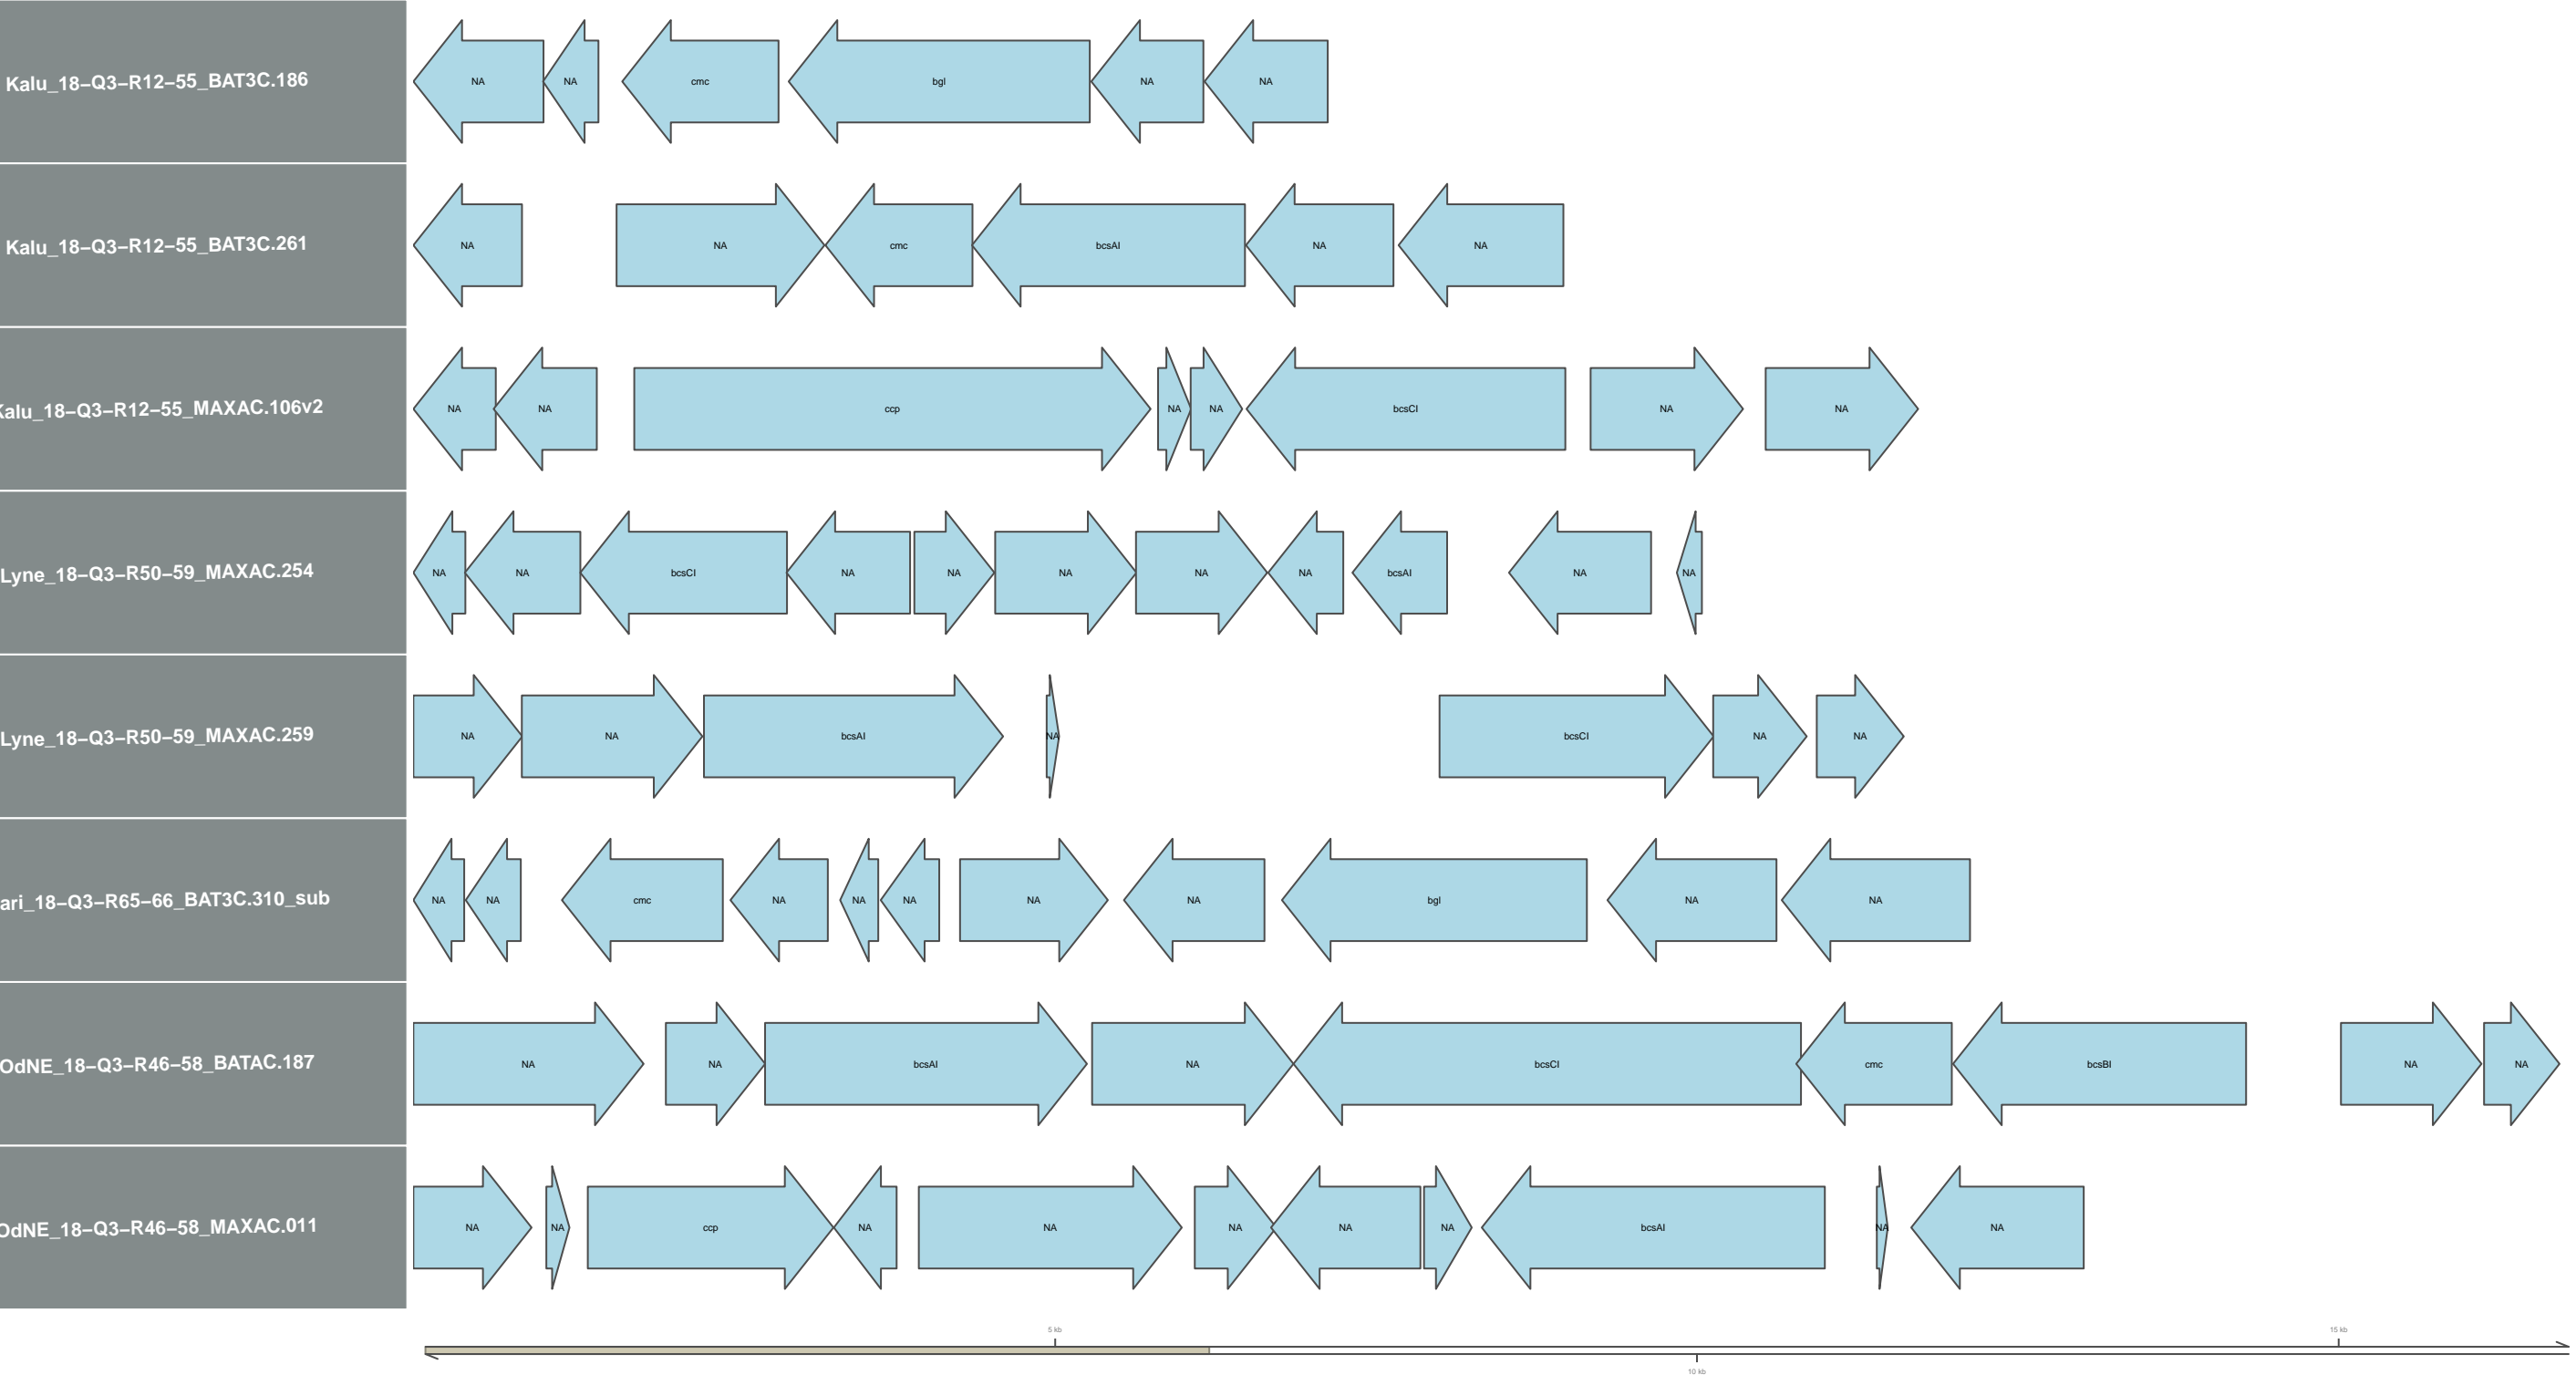 Kalu_18−Q3−R12−55_BAT3C.186 NA NA cmc bgl NA NA
Kalu_18−Q3−R12−55_BAT3C.261 NA NA cmc bcsAI NA NA
Kalu_18−Q3−R12−55_MAXAC.106v2 NA NA ccp NA NA bcsCI NA NA
Lyne_18−Q3−R50−59_MAXAC.254 NA NA bcsCI NA NA NA NA NA bcsAI NA NA
Lyne_18−Q3−R50−59_MAXAC.259 NA NA bcsAI NA bcsCI NA NA
ari_18−Q3−R65−66_BAT3C.310_sub NA NA cmc NA NA NA NA NA bgl NA NA
OdNE_18−Q3−R46−58_BATAC.187 NA NA bcsAI NA bcsCI cmc bcsBI NA NA
OdNE_18−Q3−R46−58_MAXAC.011 NA NA ccp NA NA NA NA NA bcsAI NA NA
5 kb 15 kb
10 kb